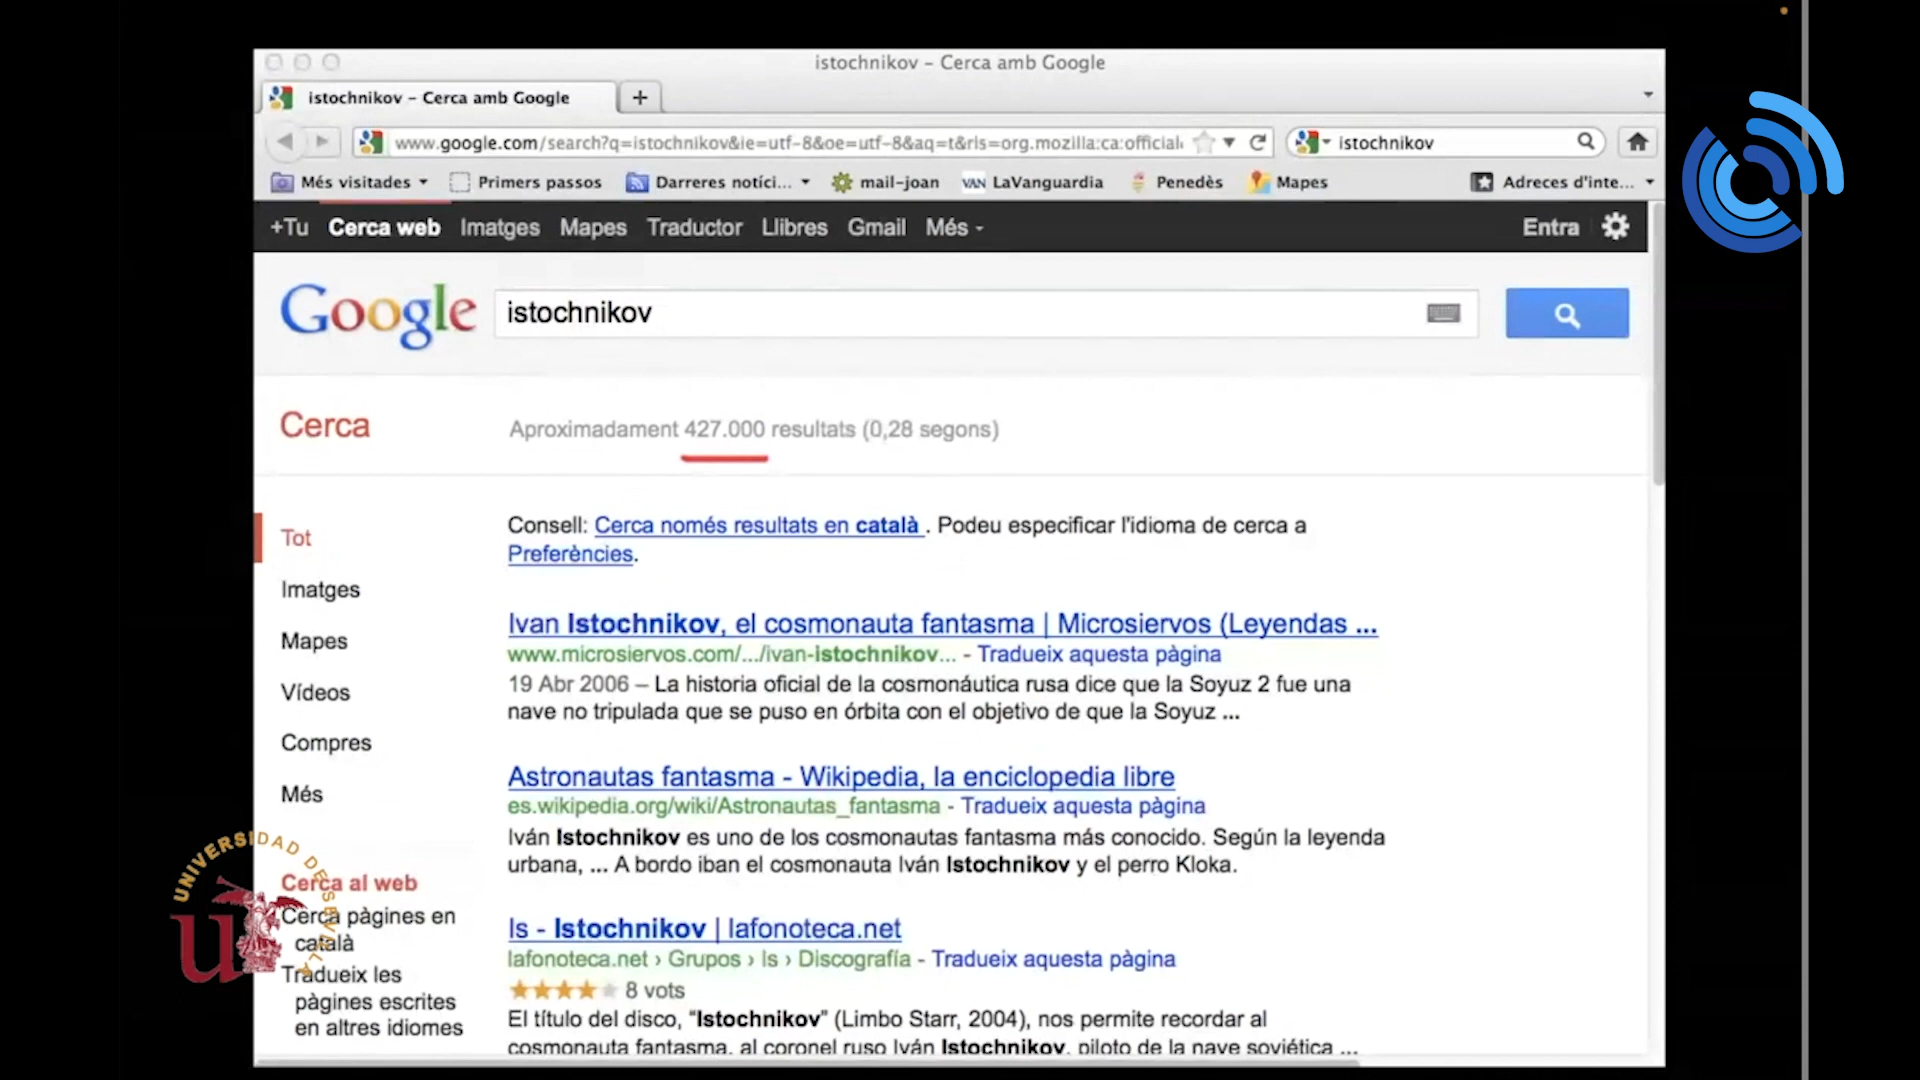 istochnikov – Cerca amb Google
istochnikov – Cerca amb Google
www.google.com/search?q=istochnikov&ie=utf-8&oe=utf-8&aq=t&rls=org.mozilla:ca:official
istochnikov
Més visitades
Primers passos
Darreres notíci...
mail-joan
VAN LaVanguardia
Penedès
Mapes
Adreces d'inte...
+Tu Cerca web Imatges Mapes Traductor Llibres Gmail Més
Entra
Google
istochnikov
Cerca
Aproximadament 427.000 resultats (0,28 segons)
Tot
Imatges
Mapes
Vídeos
Compres
Més
Cerca al web
Cerca pàgines en
català
Tradueix les
pàgines escrites
en altres idiomes
Consell: Cerca només resultats en català . Podeu especificar l'idioma de cerca a
Preferències.
Ivan Istochnikov, el cosmonauta fantasma | Microsiervos (Leyendas ...
www.microsiervos.com/.../ivan-istochnikov... - Tradueix aquesta pàgina
19 Abr 2006 – La historia oficial de la cosmonáutica rusa dice que la Soyuz 2 fue una
nave no tripulada que se puso en órbita con el objetivo de que la Soyuz ...
Astronautas fantasma - Wikipedia, la enciclopedia libre
es.wikipedia.org/wiki/Astronautas_fantasma - Tradueix aquesta pàgina
Iván Istochnikov es uno de los cosmonautas fantasma más conocido. Según la leyenda
urbana, ... A bordo iban el cosmonauta Iván Istochnikov y el perro Kloka.
Is - Istochnikov | lafonoteca.net
lafonoteca.net › Grupos › Is › Discografía - Tradueix aquesta pàgina
8 vots
El título del disco, “Istochnikov” (Limbo Starr, 2004), nos permite recordar al
cosmonauta fantasma, al coronel ruso Iván Istochnikov, piloto de la nave soviética ...
UNIVERSIDAD DE SEVILLA